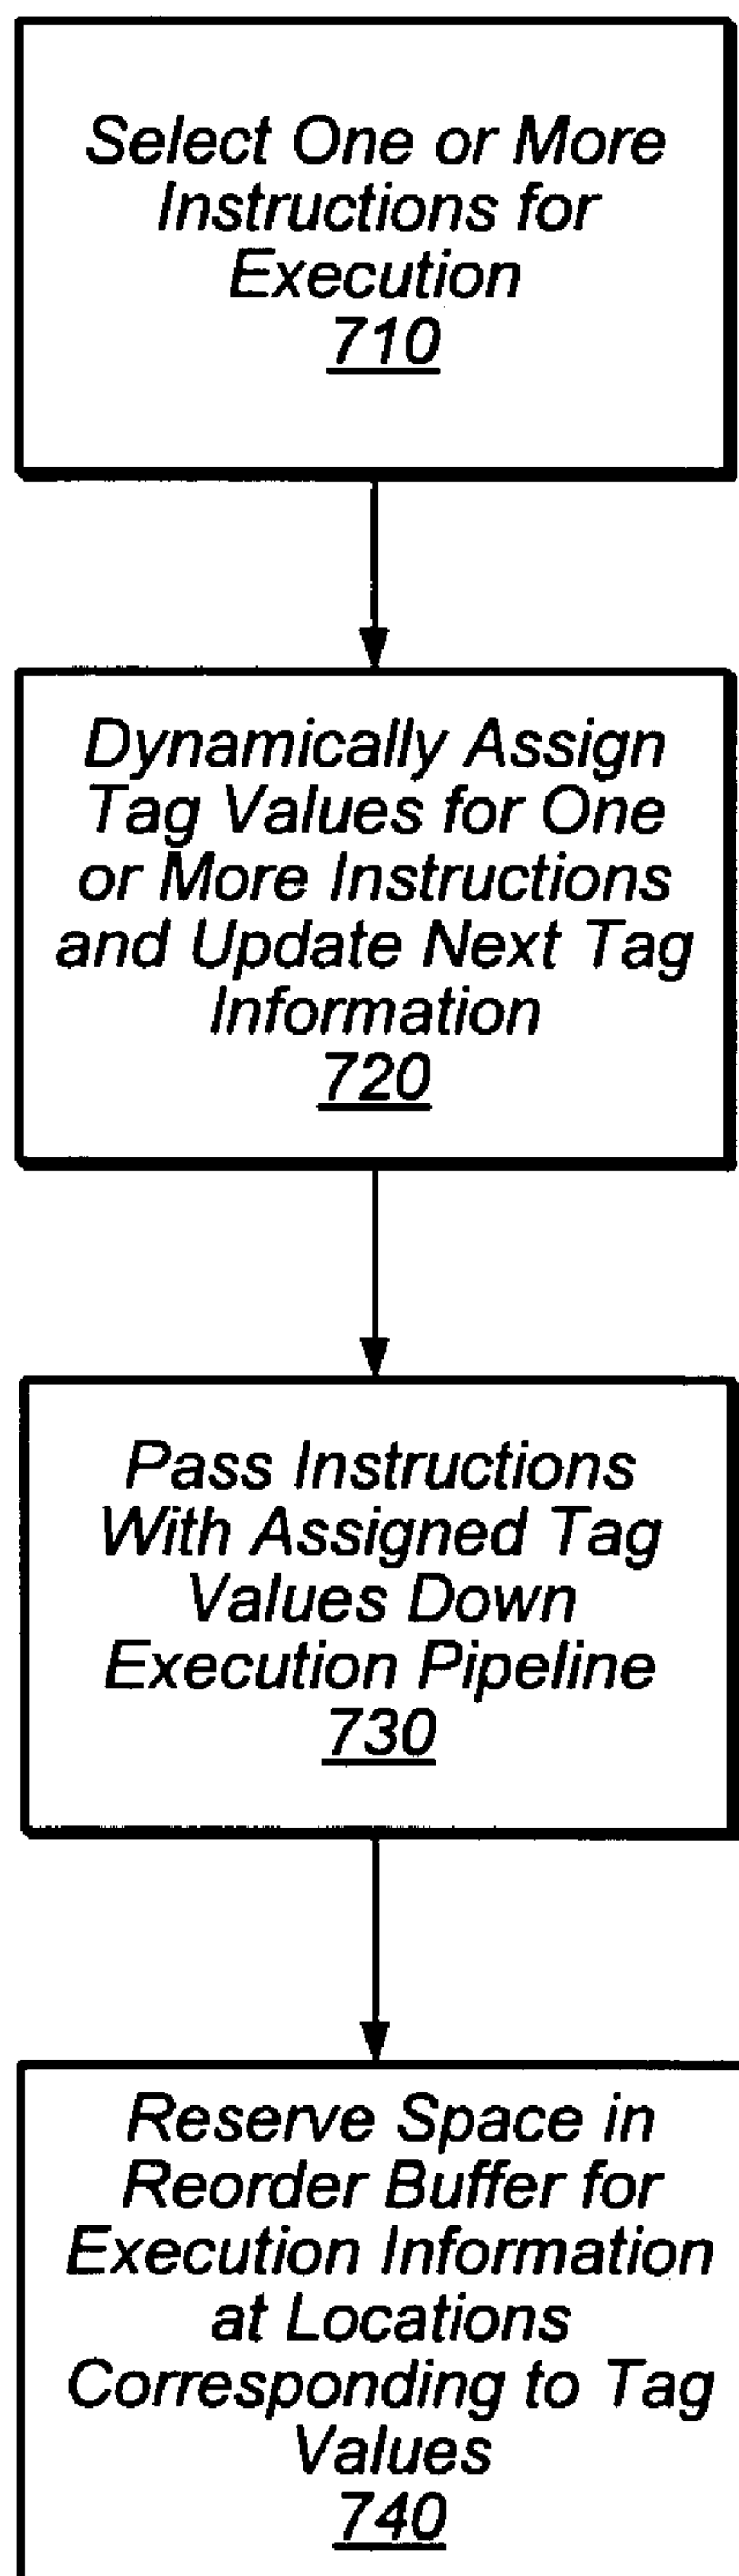 Select One or More
Instructions for
Execution
710
Dynamically Assign
Tag Values for One
or More Instructions
and Update Next Tag
Information
720
Pass Instructions
With Assigned Tag
Values Down
Execution Pipeline
730
Reserve Space in
Reorder Buffer for
Execution Information
at Locations
Corresponding to Tag
Values
740